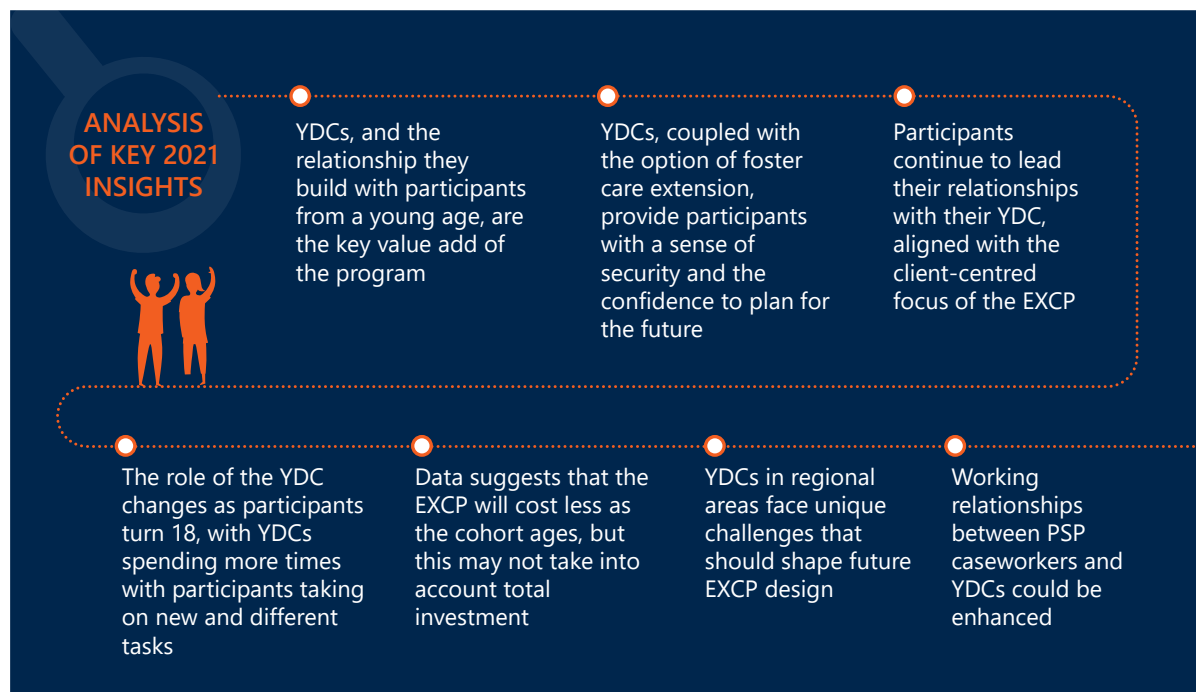 ANALYSIS
OF KEY 2021
INSIGHTS
YDCs, and the
relationship they
build with participants
from a young age, are
the key value add of
the program
YDCs, coupled with
the option of foster
care extension,
provide participants
with a sense of
security and the
confidence to plan for
the future
Participants
continue to lead
their relationships
with their YDC,
aligned with the
client-centred
focus of the EXCP
The role of the YDC
changes as participants
turn 18, with YDCs
spending more times
with participants taking
on new and different
tasks
Data suggests that the
EXCP will cost less as
the cohort ages, but
this may not take into
account total
investment
YDCs in regional
areas face unique
challenges that
should shape future
EXCP design
Working
relationships
between PSP
caseworkers and
YDCs could be
enhanced